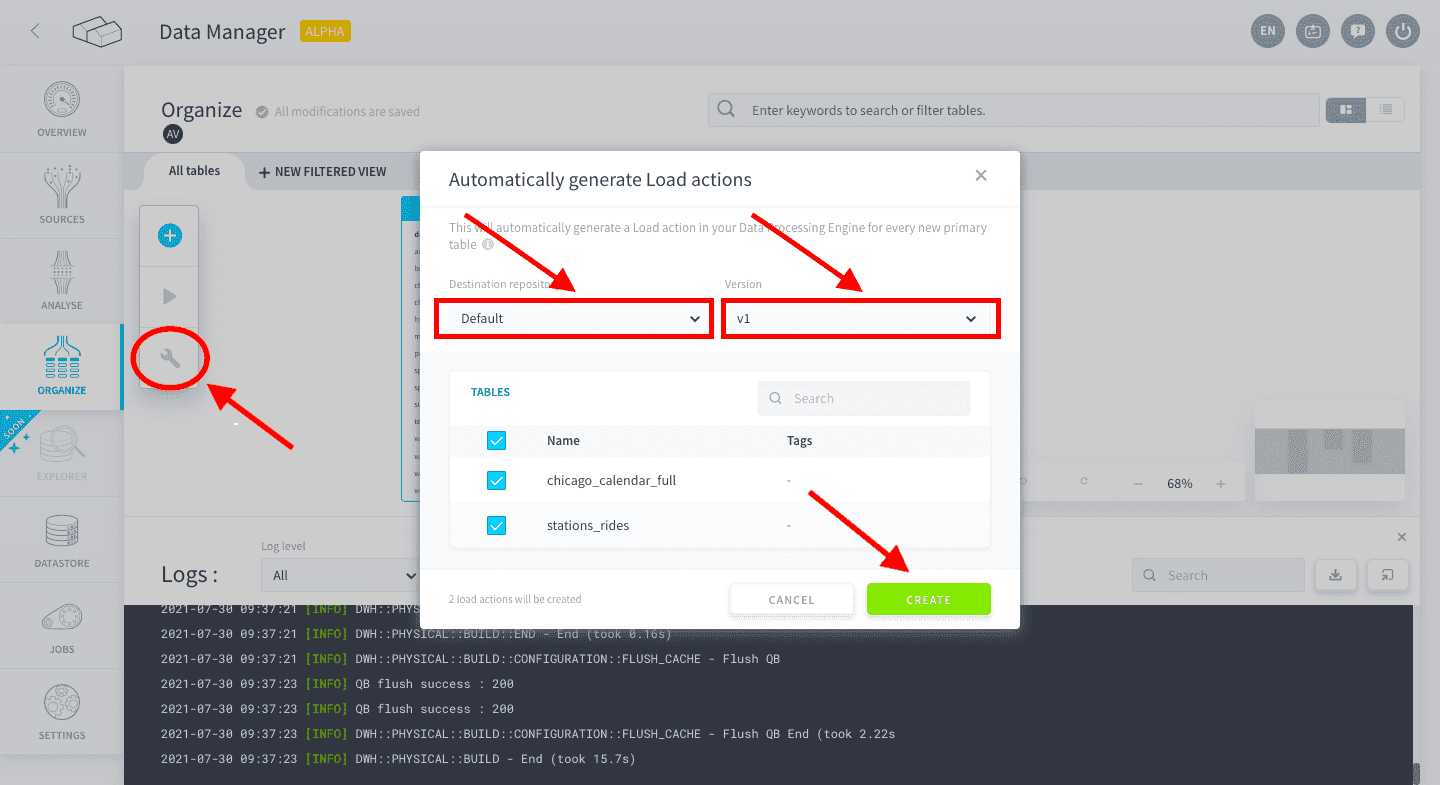 Data Manager
ALPHA
EN
OVERVIEW
SOURCES
ANALYSE
ORGANIZE
SOON
EXPLORER
DATASTORE
JOBS
SETTINGS
Organize
All modifications are saved
AV
Enter keywords to search or filter tables.
All tables
+ NEW FILTERED VIEW
Automatically generate Load actions
This will automatically generate a Load action in your Data Processing Engine for every new primary
table
Destination repository
Version
Default
v1
TABLES
Search
Name
Tags
chicago_calendar_full
-
stations_rides
-
2 load actions will be created
CANCEL
CREATE
68%
Log level
Logs :
All
Search
2021-07-30 09:37:21 [INFO] DWH::PHYS
2021-07-30 09:37:21 [INFO] DWH::PHYSICAL::BUILD::END - End (took 0.16s)
2021-07-30 09:37:21 [INFO] DWH::PHYSICAL::BUILD::CONFIGURATION::FLUSH_CACHE - Flush QB
2021-07-30 09:37:23 [INFO] QB flush success : 200
2021-07-30 09:37:23 [INFO] QB flush success : 200
2021-07-30 09:37:23 [INFO] DWH::PHYSICAL::BUILD::CONFIGURATION::FLUSH_CACHE - Flush QB End (took 2.22s
2021-07-30 09:37:23 [INFO] DWH::PHYSICAL::BUILD - End (took 15.7s)